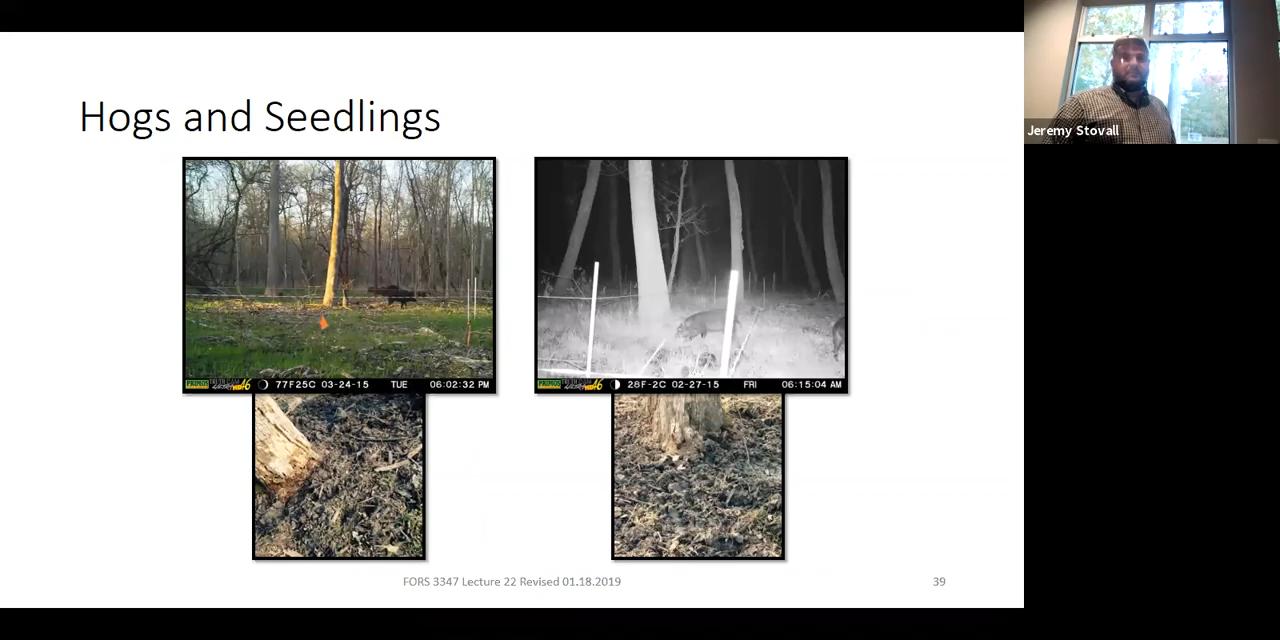 Hogs and Seedlings
Jeremy Stovall
77F25C 03-24-15 TUE 06:02:32 PM
28F-2C 02-27-15 FRI 06:15:04 AM
FORS 3347 Lecture 22 Revised 01.18.2019
39